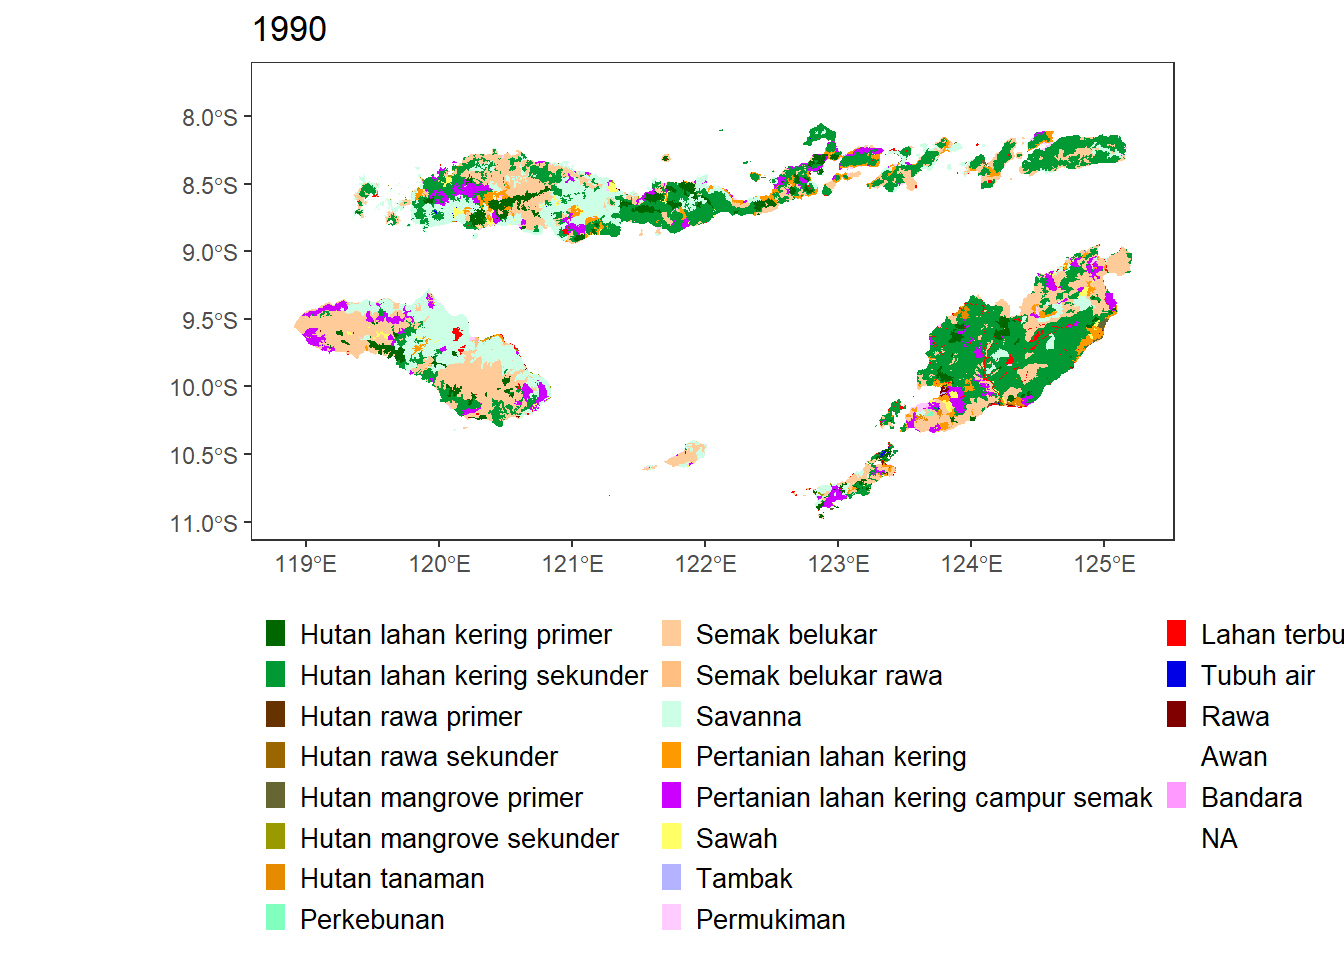 1990
8.0°S
8.5°S
9.0°S
9.5°S
10.0°S
10.5°S
11.0°S
119°E 120°E 121°E 122°E 123°E 124°E 125°E
Hutan lahan kering primer
Hutan lahan kering sekunder
Hutan rawa primer
Hutan rawa sekunder
Hutan mangrove primer
Hutan mangrove sekunder
Hutan tanaman
Perkebunan
Semak belukar
Semak belukar rawa
Savanna
Pertanian lahan kering
Pertanian lahan kering campur semak
Sawah
Tambak
Permukiman
Lahan terbu
Tubuh air
Rawa
Awan
Bandara
NA